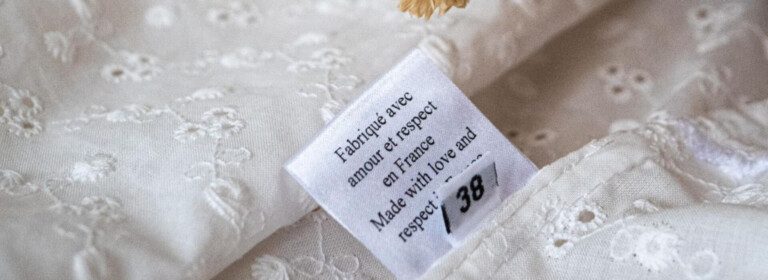 Fabriqué avec
amour et respect
en France
Made with love and
respect
38